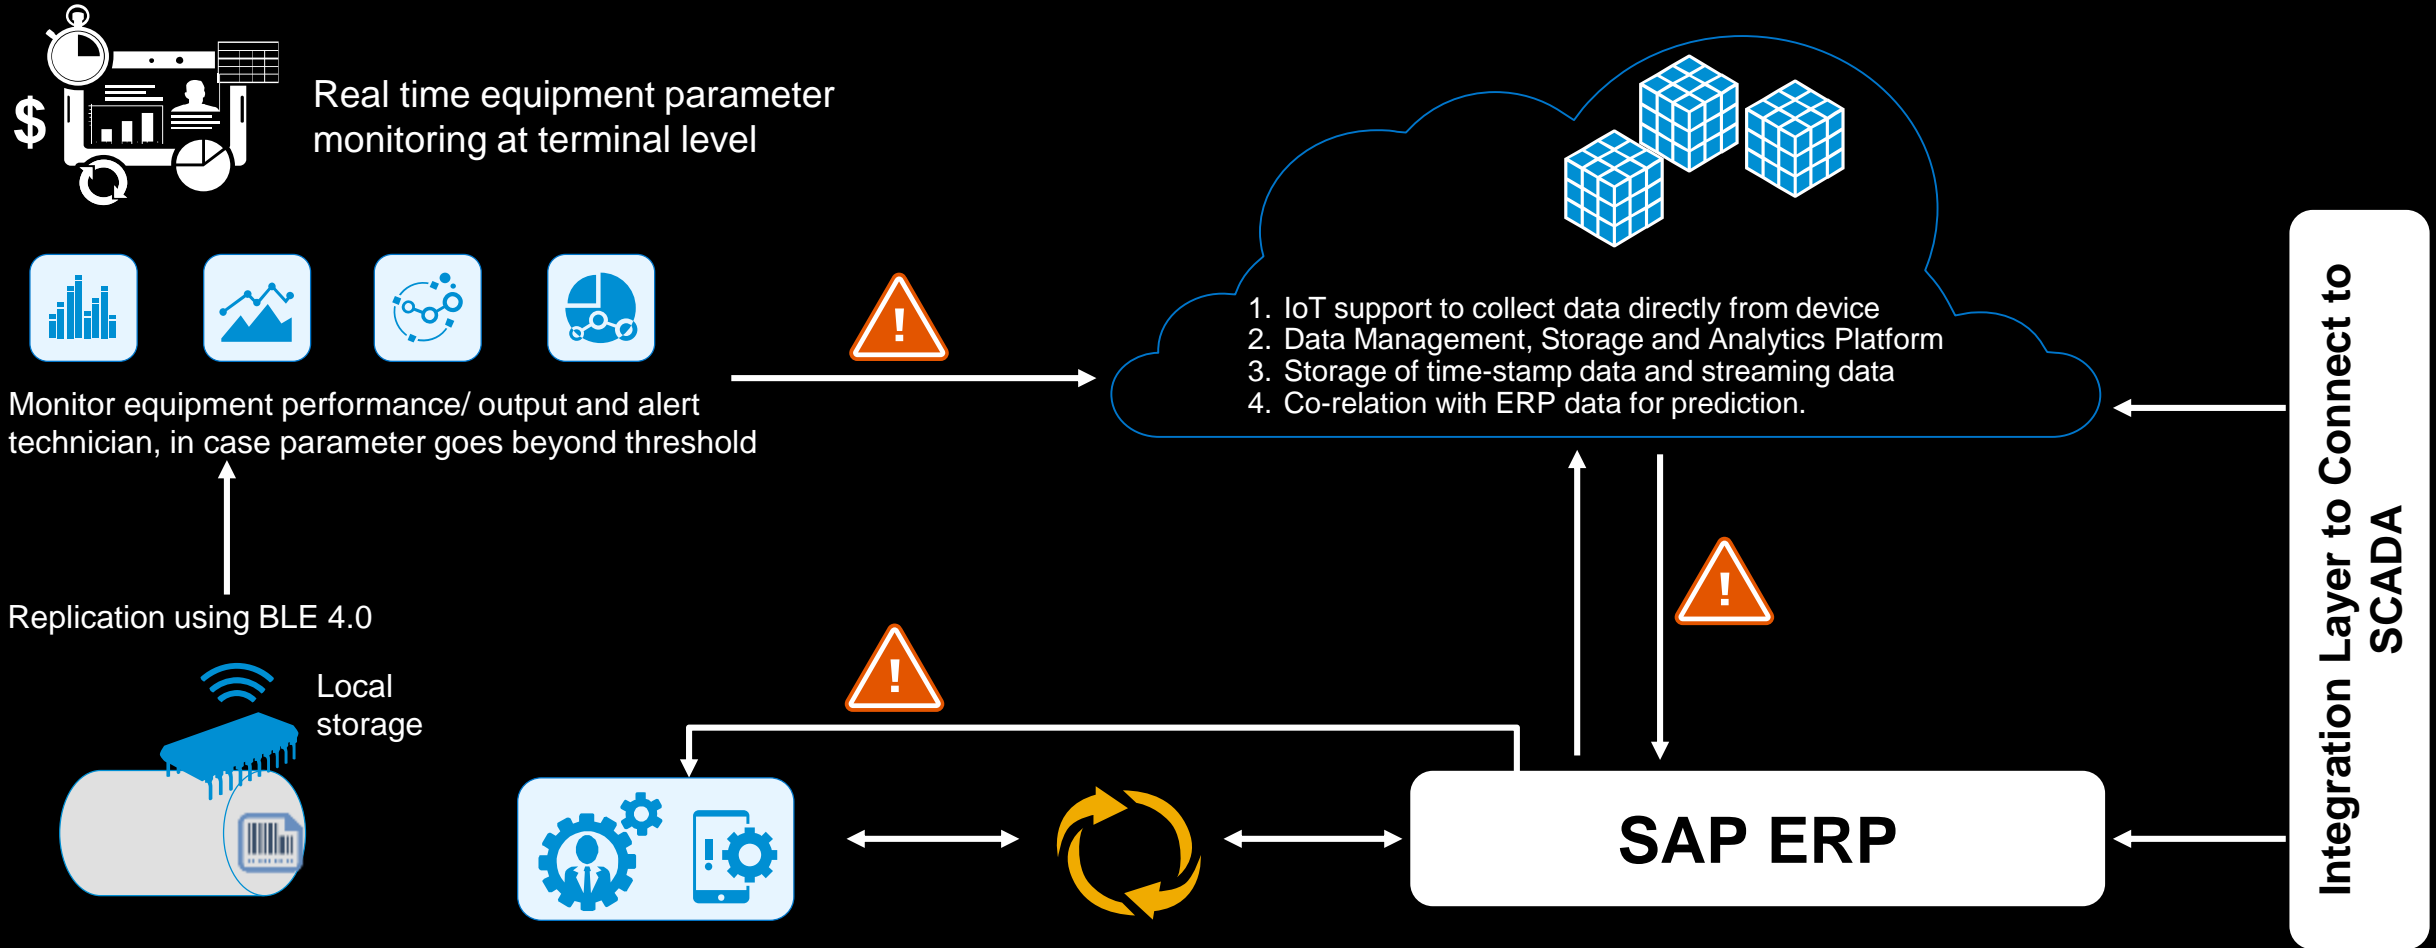 $
Real time equipment parameter
monitoring at terminal level
Monitor equipment performance/ output and alert
technician, in case parameter goes beyond threshold
!
1. IoT support to collect data directly from device
2. Data Management, Storage and Analytics Platform
3. Storage of time-stamp data and streaming data
4. Co-relation with ERP data for prediction.
Integration Layer to Connect to
SCADA
Replication using BLE 4.0
Local
storage
!
!
!
SAP ERP